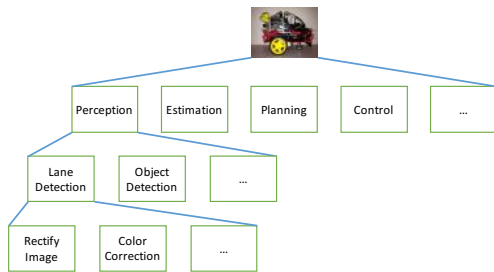 Perception
Estimation
Planning
Control
...
Lane
Detection
Object
Detection
...
Rectify
Image
Color
Correction
...